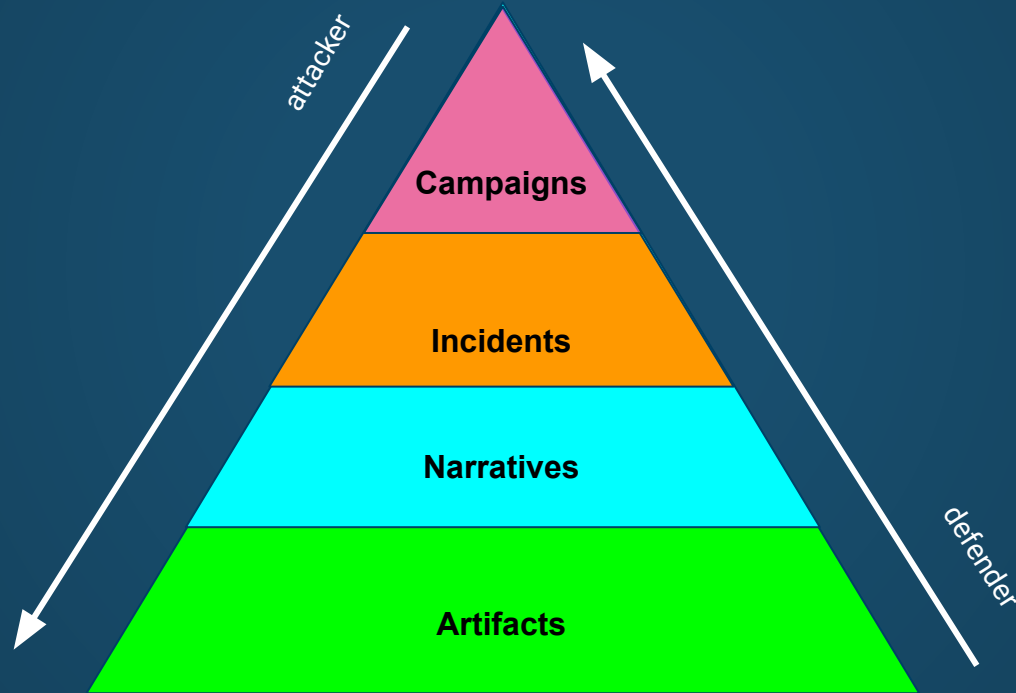 attacker
Campaigns
Incidents
Narratives
defender
Artifacts